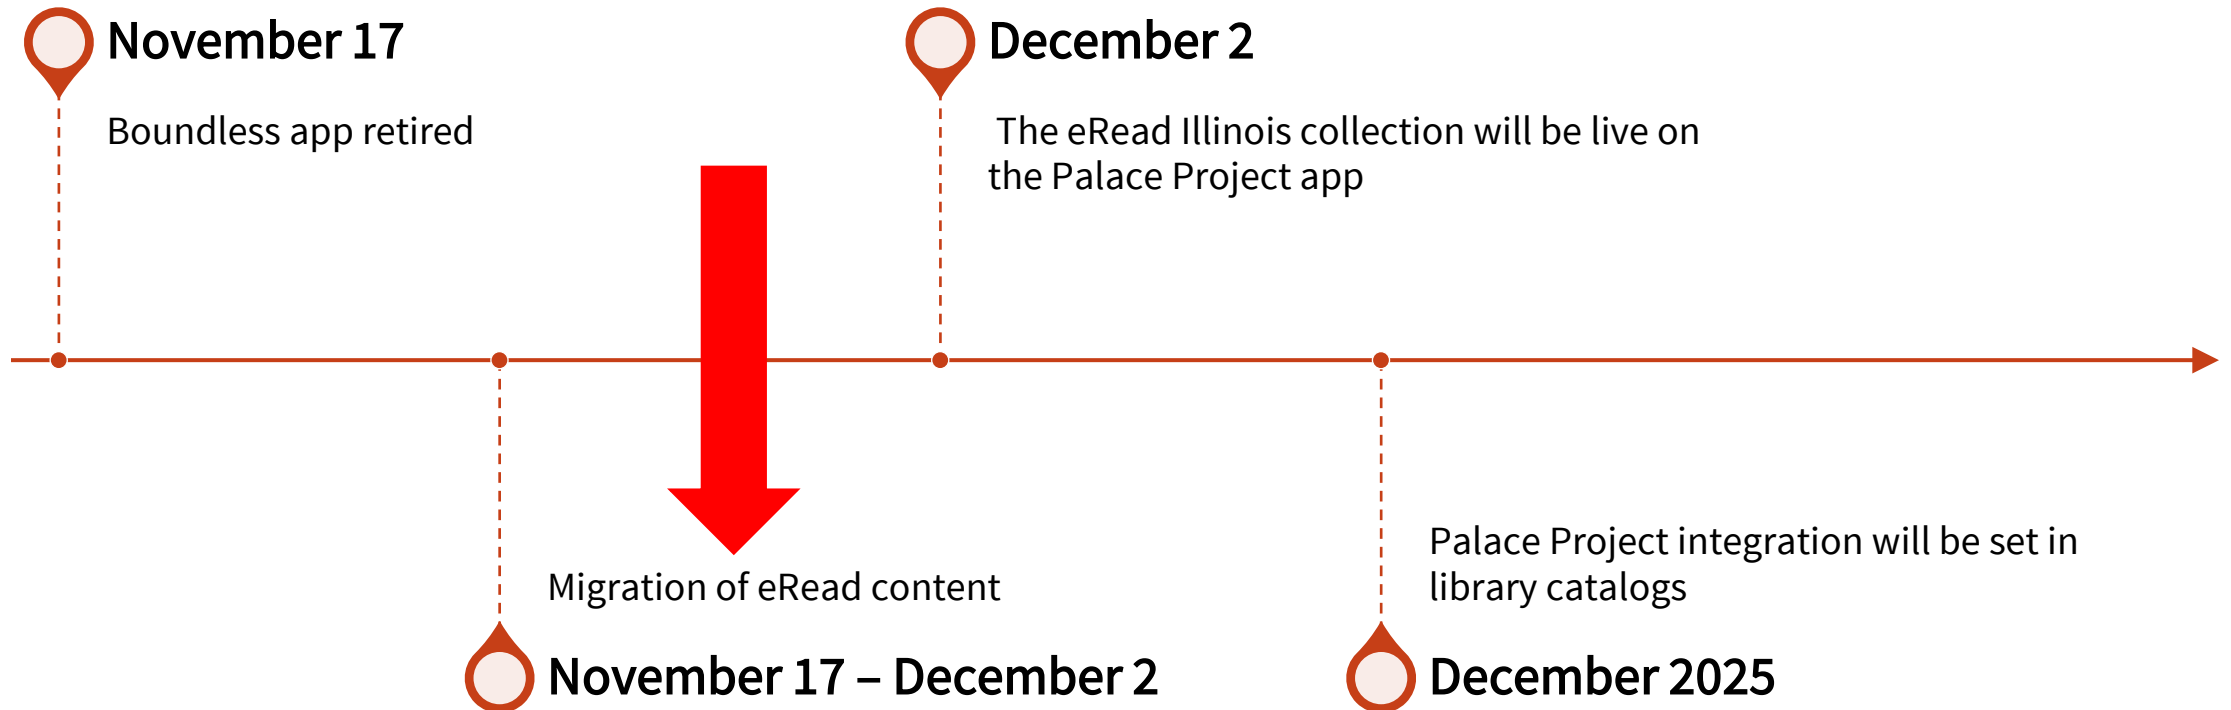 November 17
Boundless app retired
December 2
The eRead Illinois collection will be live on
the Palace Project app
Migration of eRead content
November 17 – December 2
Palace Project integration will be set in
library catalogs
December 2025